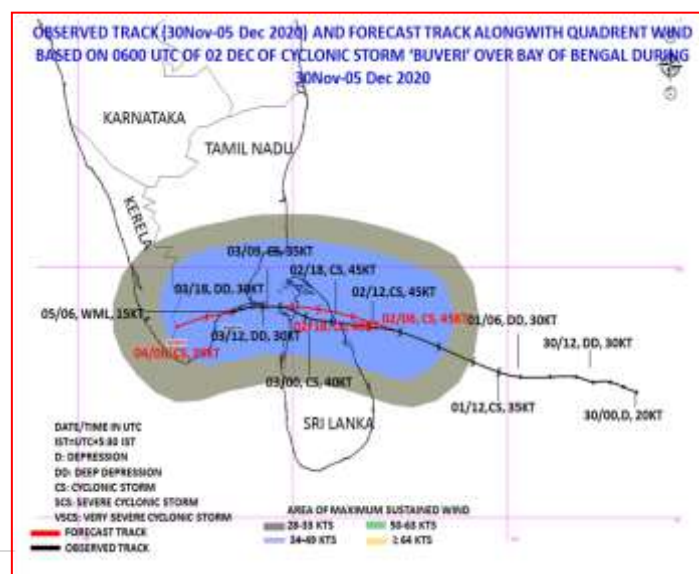 OBSERVED TRACK (30Nov-05 Dec 2020) AND FORECAST TRACK ALONGWITH QUADRENT WIND
BASED ON 0600 UTC OF 02 DEC OF CYCLONIC STORM 'BUVERI' OVER BAY OF BENGAL DURING
30Nov-05 Dec 2020
KARNATAKA
TAMIL NADU
KERELA
03/09, CS, 35KT
02/18, CS, 45KT
03/18, DD, 30KT
02/12, CS, 45KT
05/06, WML, 15KT
02/06, CS, 45KT
01/06, DD, 30KT
03/12, DD, 30KT
30/12, DD, 30KT
03/00, CS, 40KT
01/12,CS, 35KT
30/00,D, 20KT
SRI LANKA
DATE/TIME IN UTC
IST=UTC+5:30 IST
D: DEPRESSION
DD: DEEP DEPRESSION
CS: CYCLONIC STORM
SCS: SEVERE CYCLONIC STORM
VSCS: VERY SEVERE CYCLONIC STORM
FORECAST TRACK
OBSERVED TRACK
AREA OF MAXIMUM SUSTAINED WIND
28-33 KTS
50-63 KTS
34-49 KTS
≥ 64 KTS